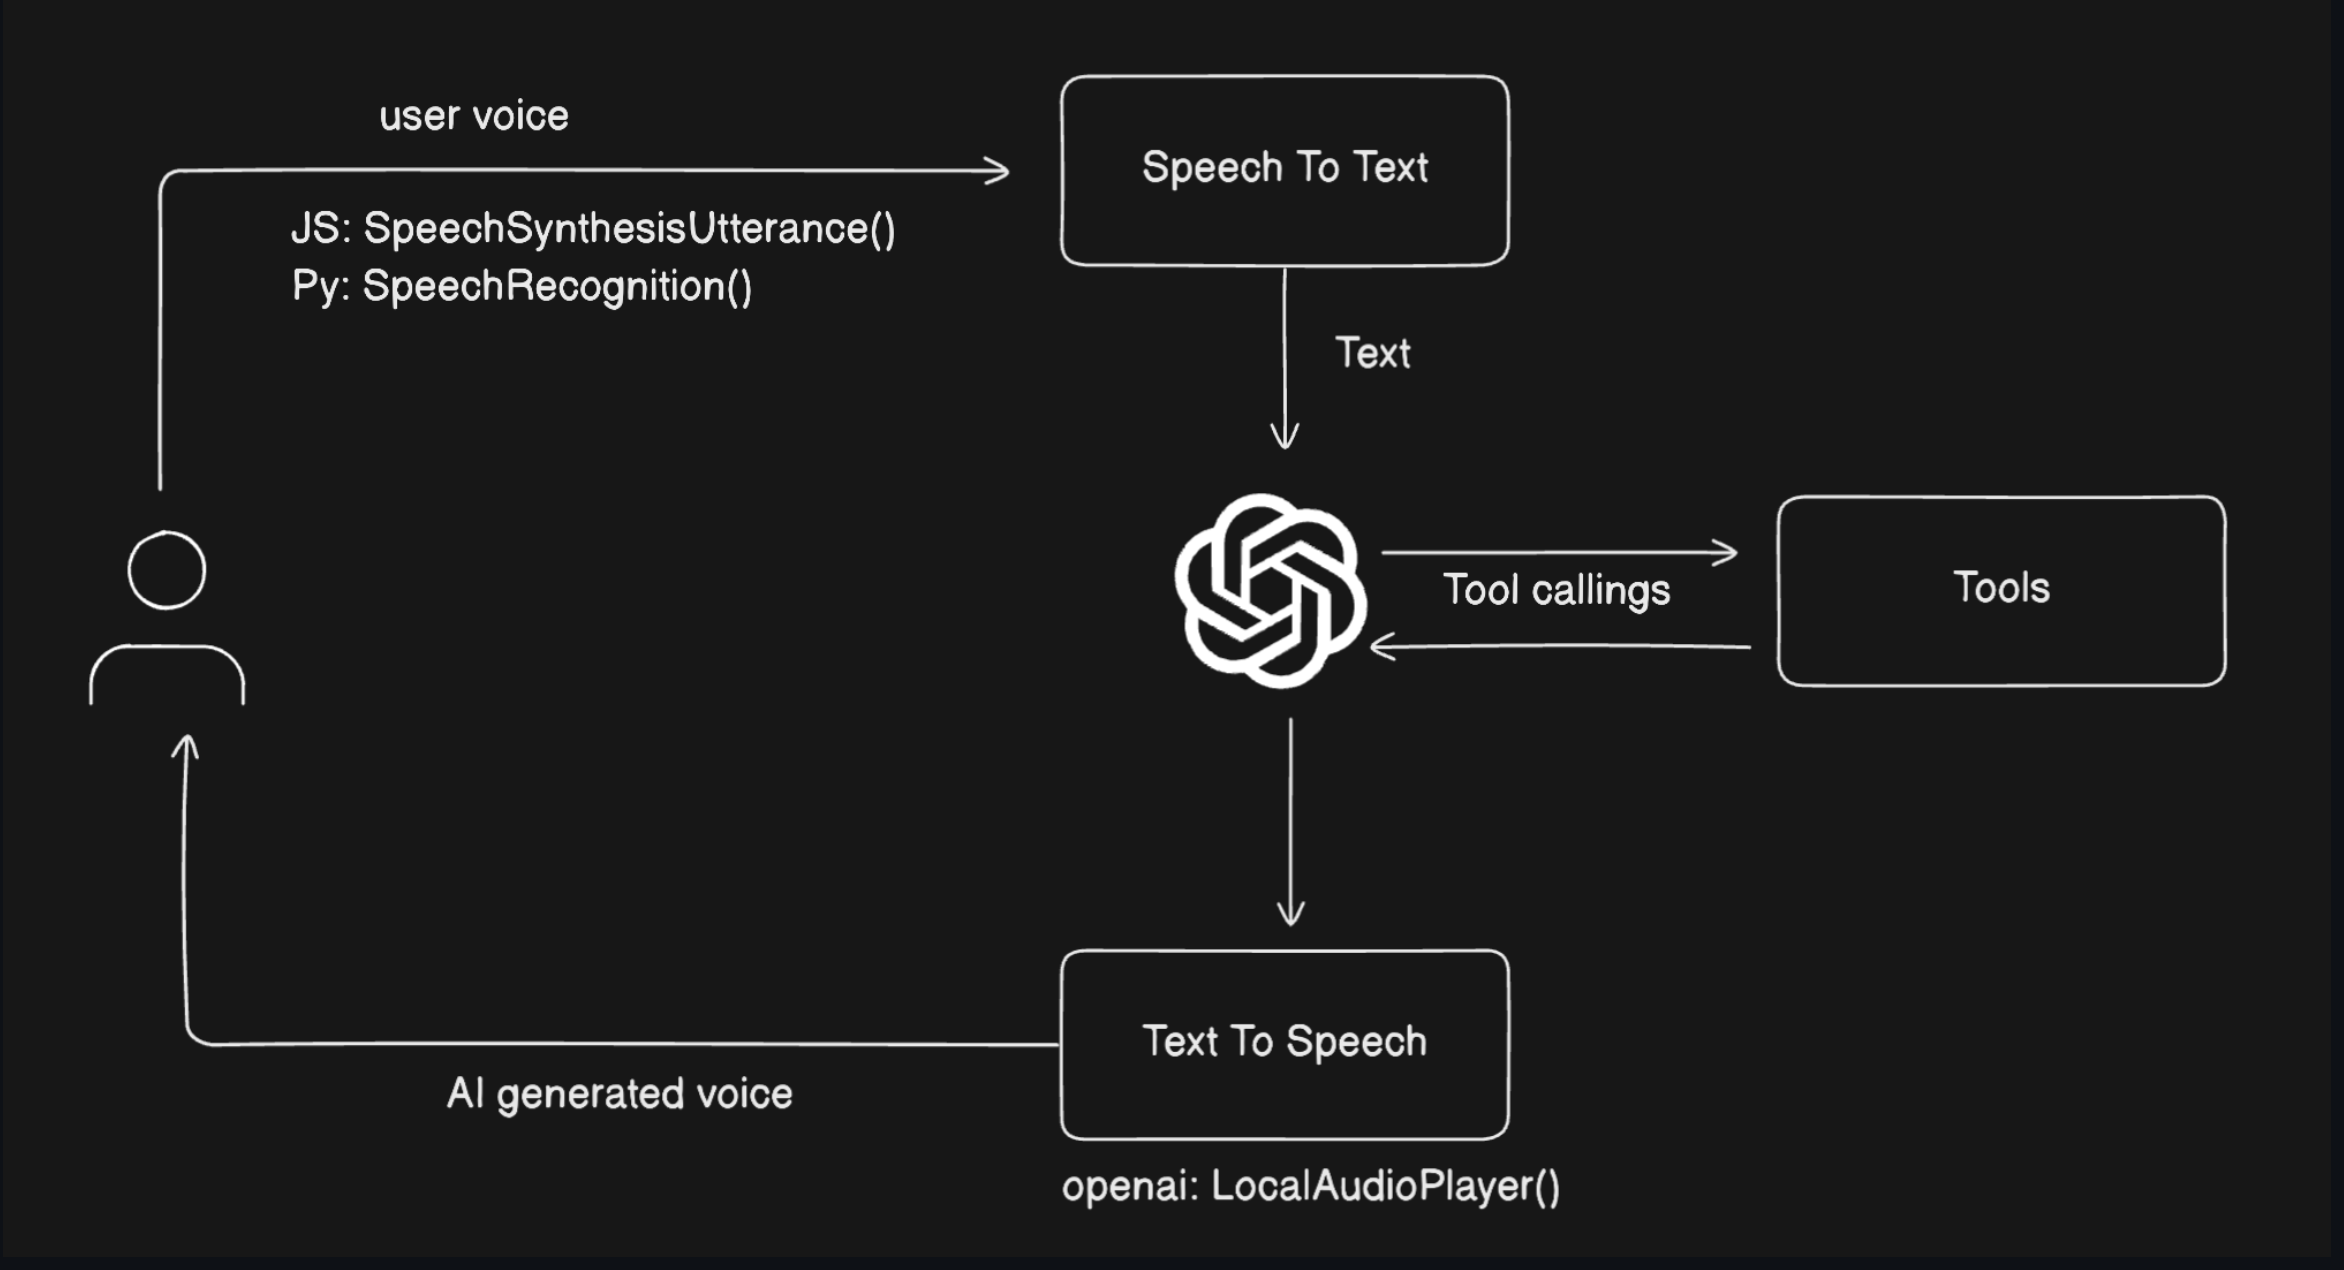 user voice
Speech To Text
JS: SpeechSynthesisUtterance()
Py: SpeechRecognition()
Text
Tool callings
Tools
Text To Speech
AI generated voice
openai: LocalAudioPlayer()